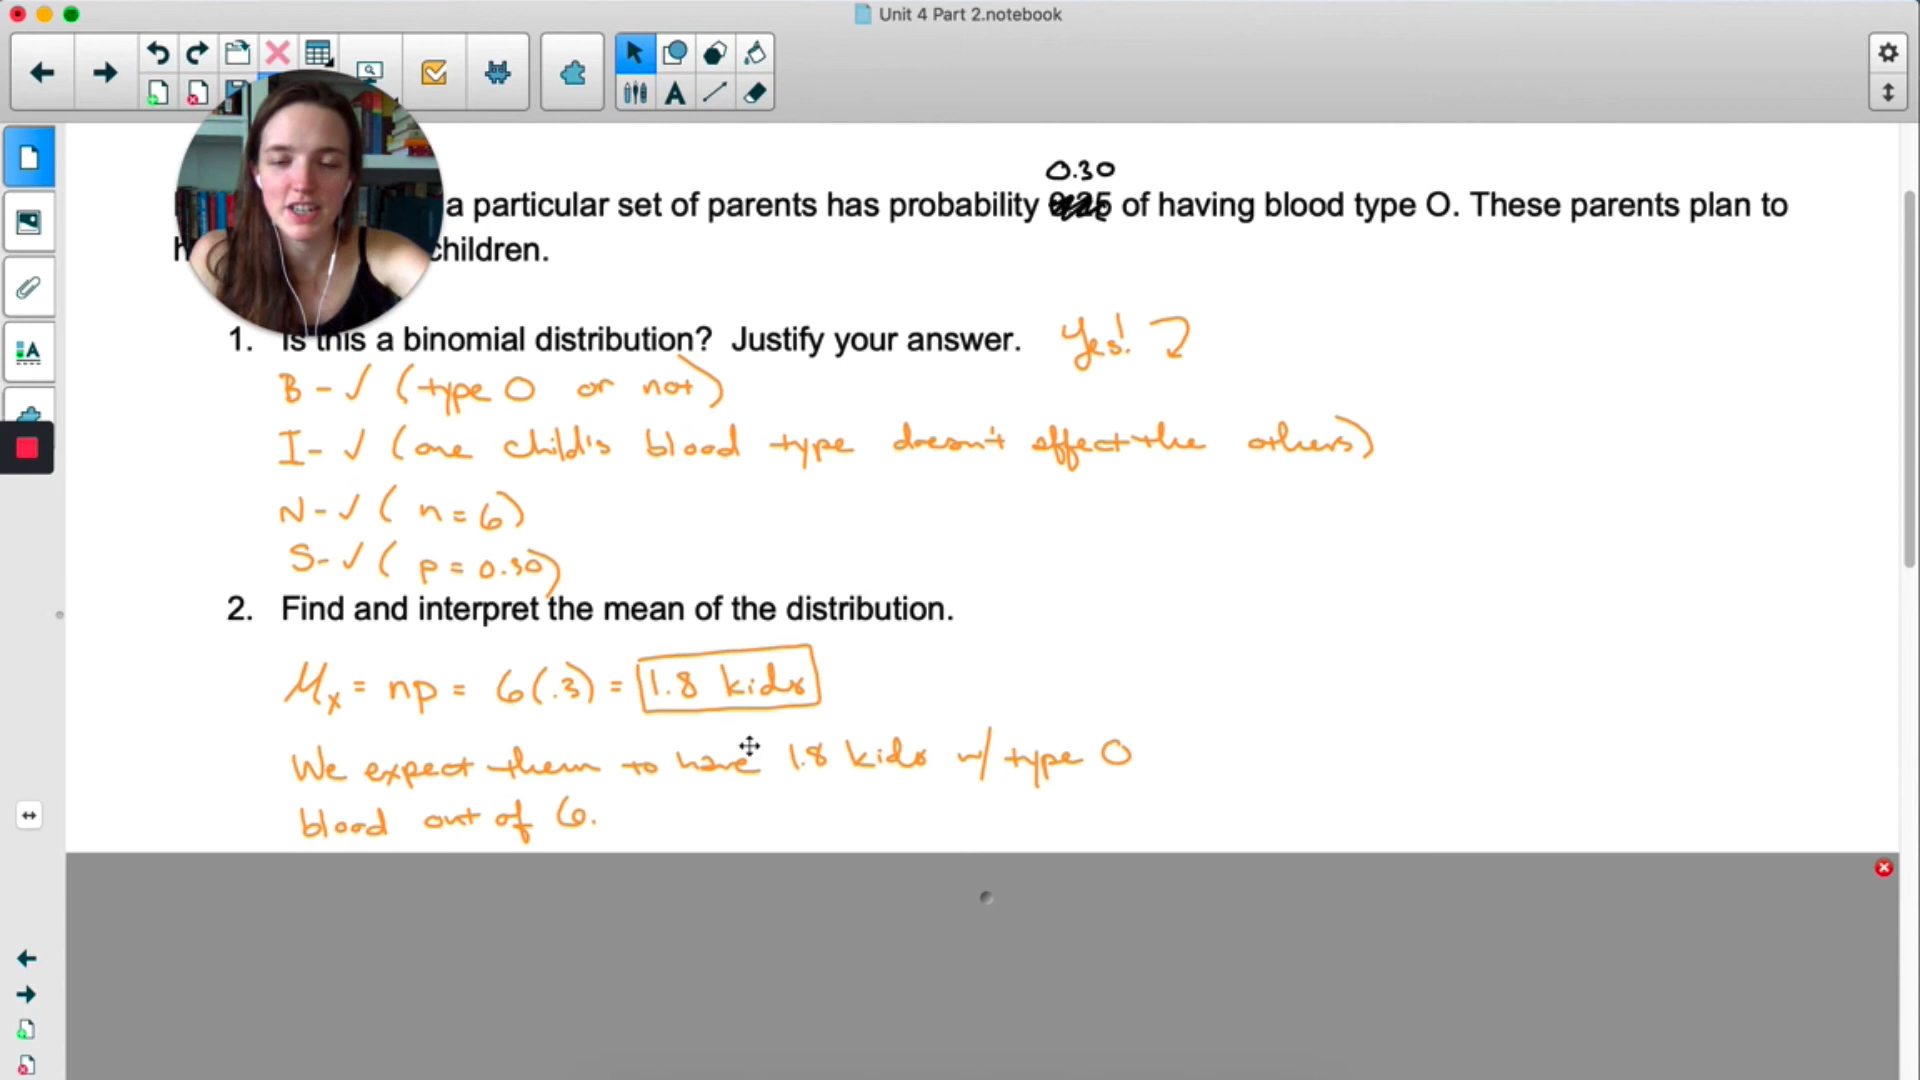 Unit 4 Part 2.notebook
0.30
a particular set of parents has probability of having blood type O. These parents plan to
children.
1. Is this a binomial distribution? Justify your answer. Yes!
B - ✓ (type O or not)
I - ✓ (one child's blood type doesn't effect the others)
N - ✓ ( n = 6)
S - ✓ ( p = 0.30)
2. Find and interpret the mean of the distribution.
μx = np = 6(.3) = 1.8 kids
We expect them to have 1.8 kids w/ type O
blood out of 6.